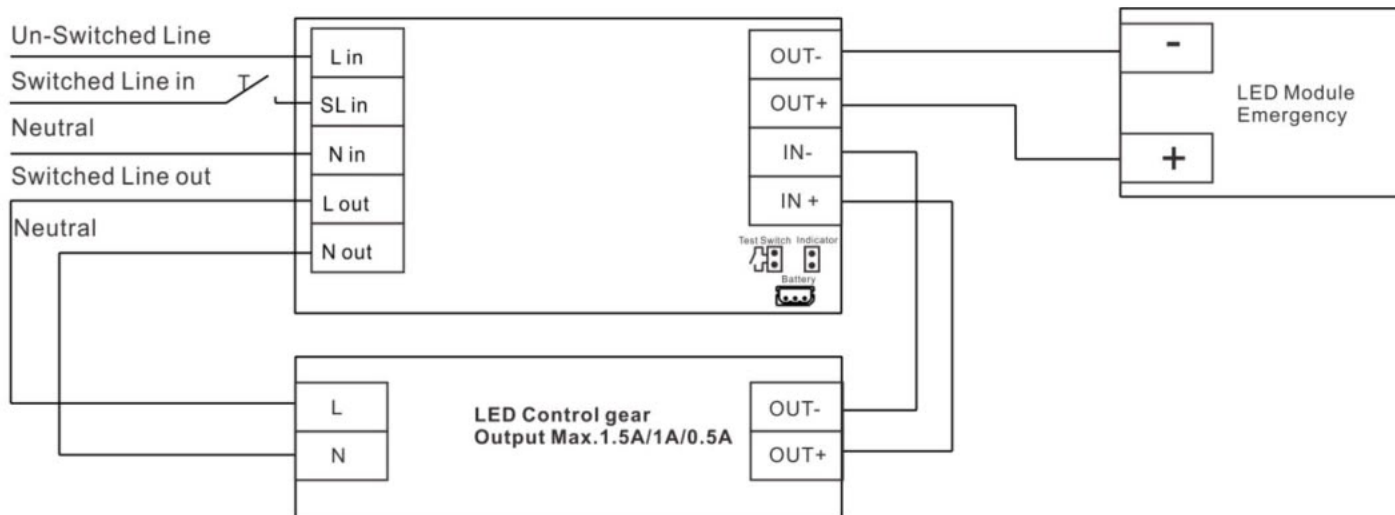 Un-Switched Line
Switched Line in
Neutral
Switched Line out
Neutral
L in
SL in
N in
L out
N out
OUT-
OUT+
IN-
IN +
Test Switch
Indicator
Battery
-
+
LED Module
Emergency
L
N
LED Control gear
Output Max.1.5A/1A/0.5A
OUT-
OUT+